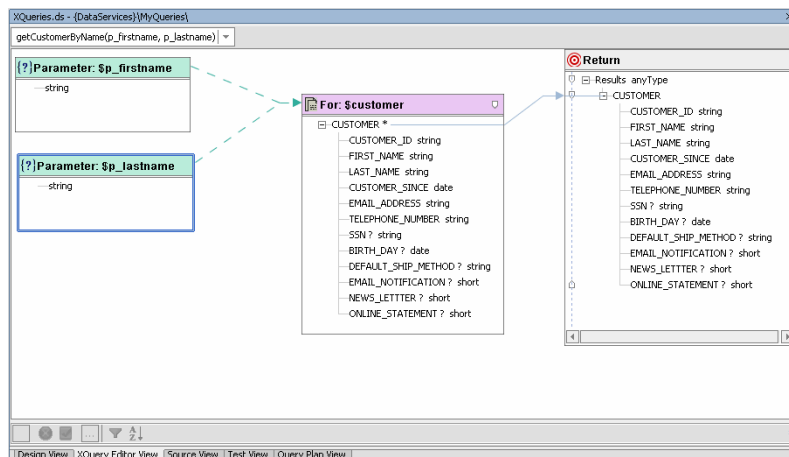 XQueries.ds - {DataServices}\MyQueries\
getCustomerByName(p_firstname, p_lastname)
{?}Parameter: $p_firstname
string
{?}Parameter: $p_lastname
string
For: $customer
CUSTOMER *
CUSTOMER_ID string
FIRST_NAME string
LAST_NAME string
CUSTOMER_SINCE date
EMAIL_ADDRESS string
TELEPHONE_NUMBER string
SSN ? string
BIRTH_DAY ? date
DEFAULT_SHIP_METHOD ? string
EMAIL_NOTIFICATION ? short
NEWS_LETTTER ? short
ONLINE_STATEMENT ? short
Return
Results anyType
CUSTOMER
CUSTOMER_ID string
FIRST_NAME string
LAST_NAME string
CUSTOMER_SINCE date
EMAIL_ADDRESS string
TELEPHONE_NUMBER string
SSN ? string
BIRTH_DAY ? date
DEFAULT_SHIP_METHOD ? string
EMAIL_NOTIFICATION ? short
NEWS_LETTTER ? short
ONLINE_STATEMENT ? short
Design View XQuery Editor View Source View Test View Query Plan View